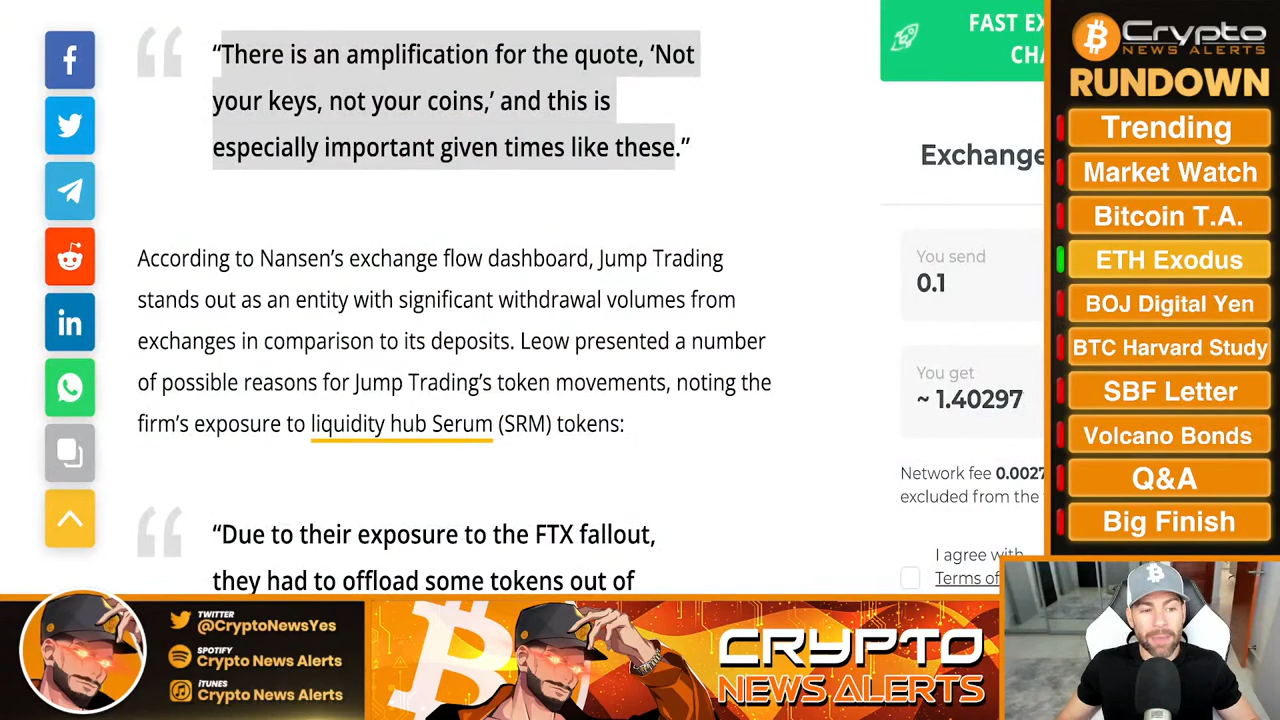 “There is an amplification for the quote, ‘Not
your keys, not your coins,’ and this is
especially important given times like these.”
According to Nansen’s exchange flow dashboard, Jump Trading
stands out as an entity with significant withdrawal volumes from
exchanges in comparison to its deposits. Leow presented a number
of possible reasons for Jump Trading’s token movements, noting the
firm’s exposure to liquidity hub Serum (SRM) tokens:
“Due to their exposure to the FTX fallout,
they had to offload some tokens out of
FAST EX
CHA
Exchange
You send
0.1
You get
~ 1.40297
Network fee 0.0027
excluded from the
I agree with
Terms of
Crypto
NEWS ALERTS
RUNDOWN
Trending
Market Watch
Bitcoin T.A.
ETH Exodus
BOJ Digital Yen
BTC Harvard Study
SBF Letter
Volcano Bonds
Q&A
Big Finish
TWITTER
@CryptoNewsYes
SPOTIFY
Crypto News Alerts
iTUNES
Crypto News Alerts
CRYPTO
NEWS ALERTS